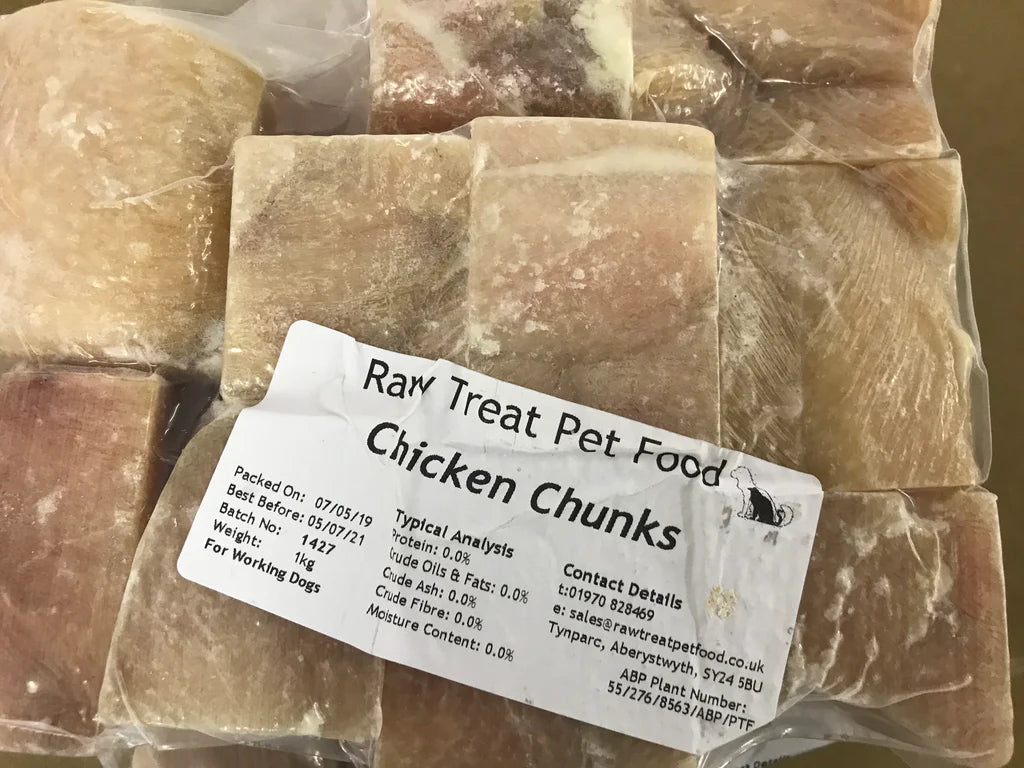 Raw Treat Pet Food
Chicken Chunks
Packed On: 07/05/19
Best Before: 05/07/21
Batch No: 1427
Weight: 1kg
For Working Dogs
Typical Analysis
Protein: 0.0%
Crude Oils & Fats: 0.0%
Crude Ash: 0.0%
Crude Fibre: 0.0%
Moisture Content: 0.0%
Contact Details
t:01970 828469
e: sales@rawtreatpetfood.co.uk
Tynparc, Aberystwyth, SY24 5BU
ABP Plant Number:
55/276/8563/ABP/PTF